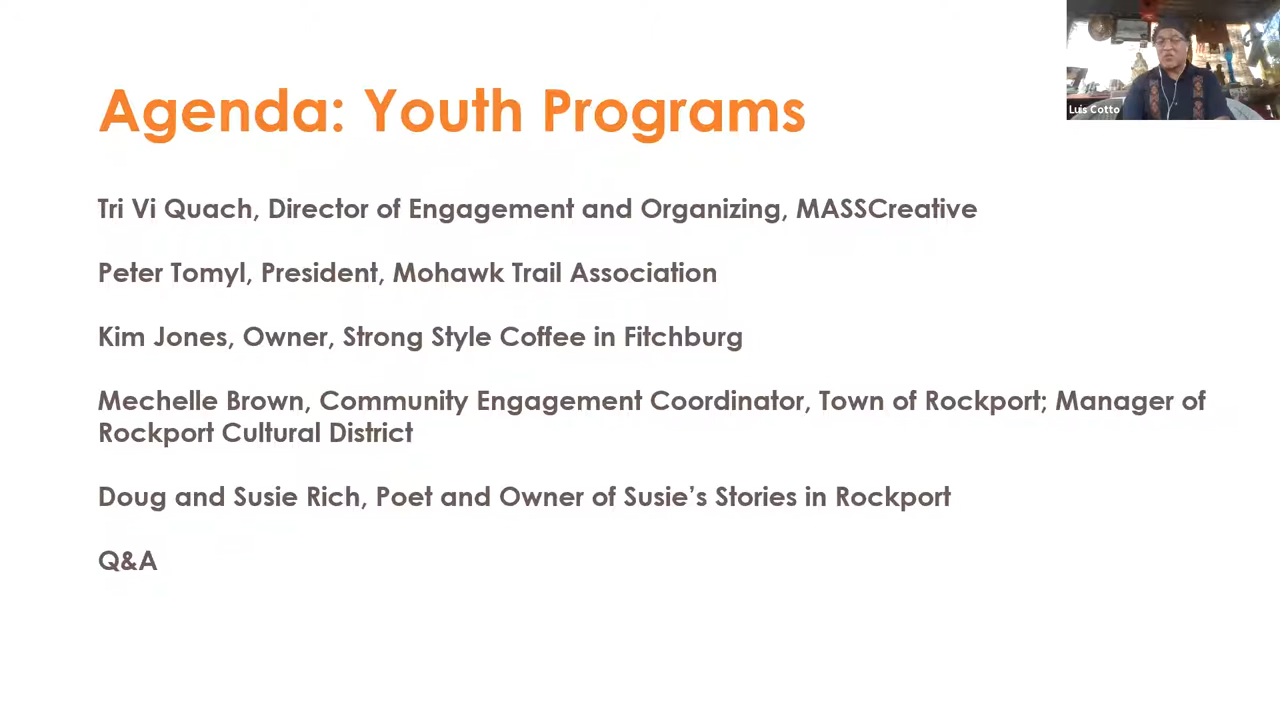 Agenda: Youth Programs
Luis Cotto
Tri Vi Quach, Director of Engagement and Organizing, MASSCreative
Peter Tomyl, President, Mohawk Trail Association
Kim Jones, Owner, Strong Style Coffee in Fitchburg
Mechelle Brown, Community Engagement Coordinator, Town of Rockport; Manager of
Rockport Cultural District
Doug and Susie Rich, Poet and Owner of Susie’s Stories in Rockport
Q&A